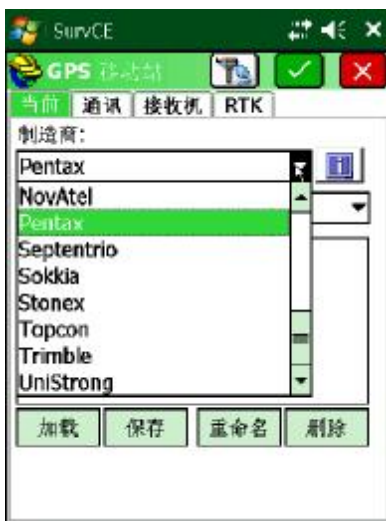 SurvCE
GPS 移动站
当前 通讯 接收机 RTK
制造商:
Pentax
NovAtel
Pentax
Septentrio
Sokkia
Stonex
Topcon
Trimble
UniStrong
加载 保存 重命名 删除